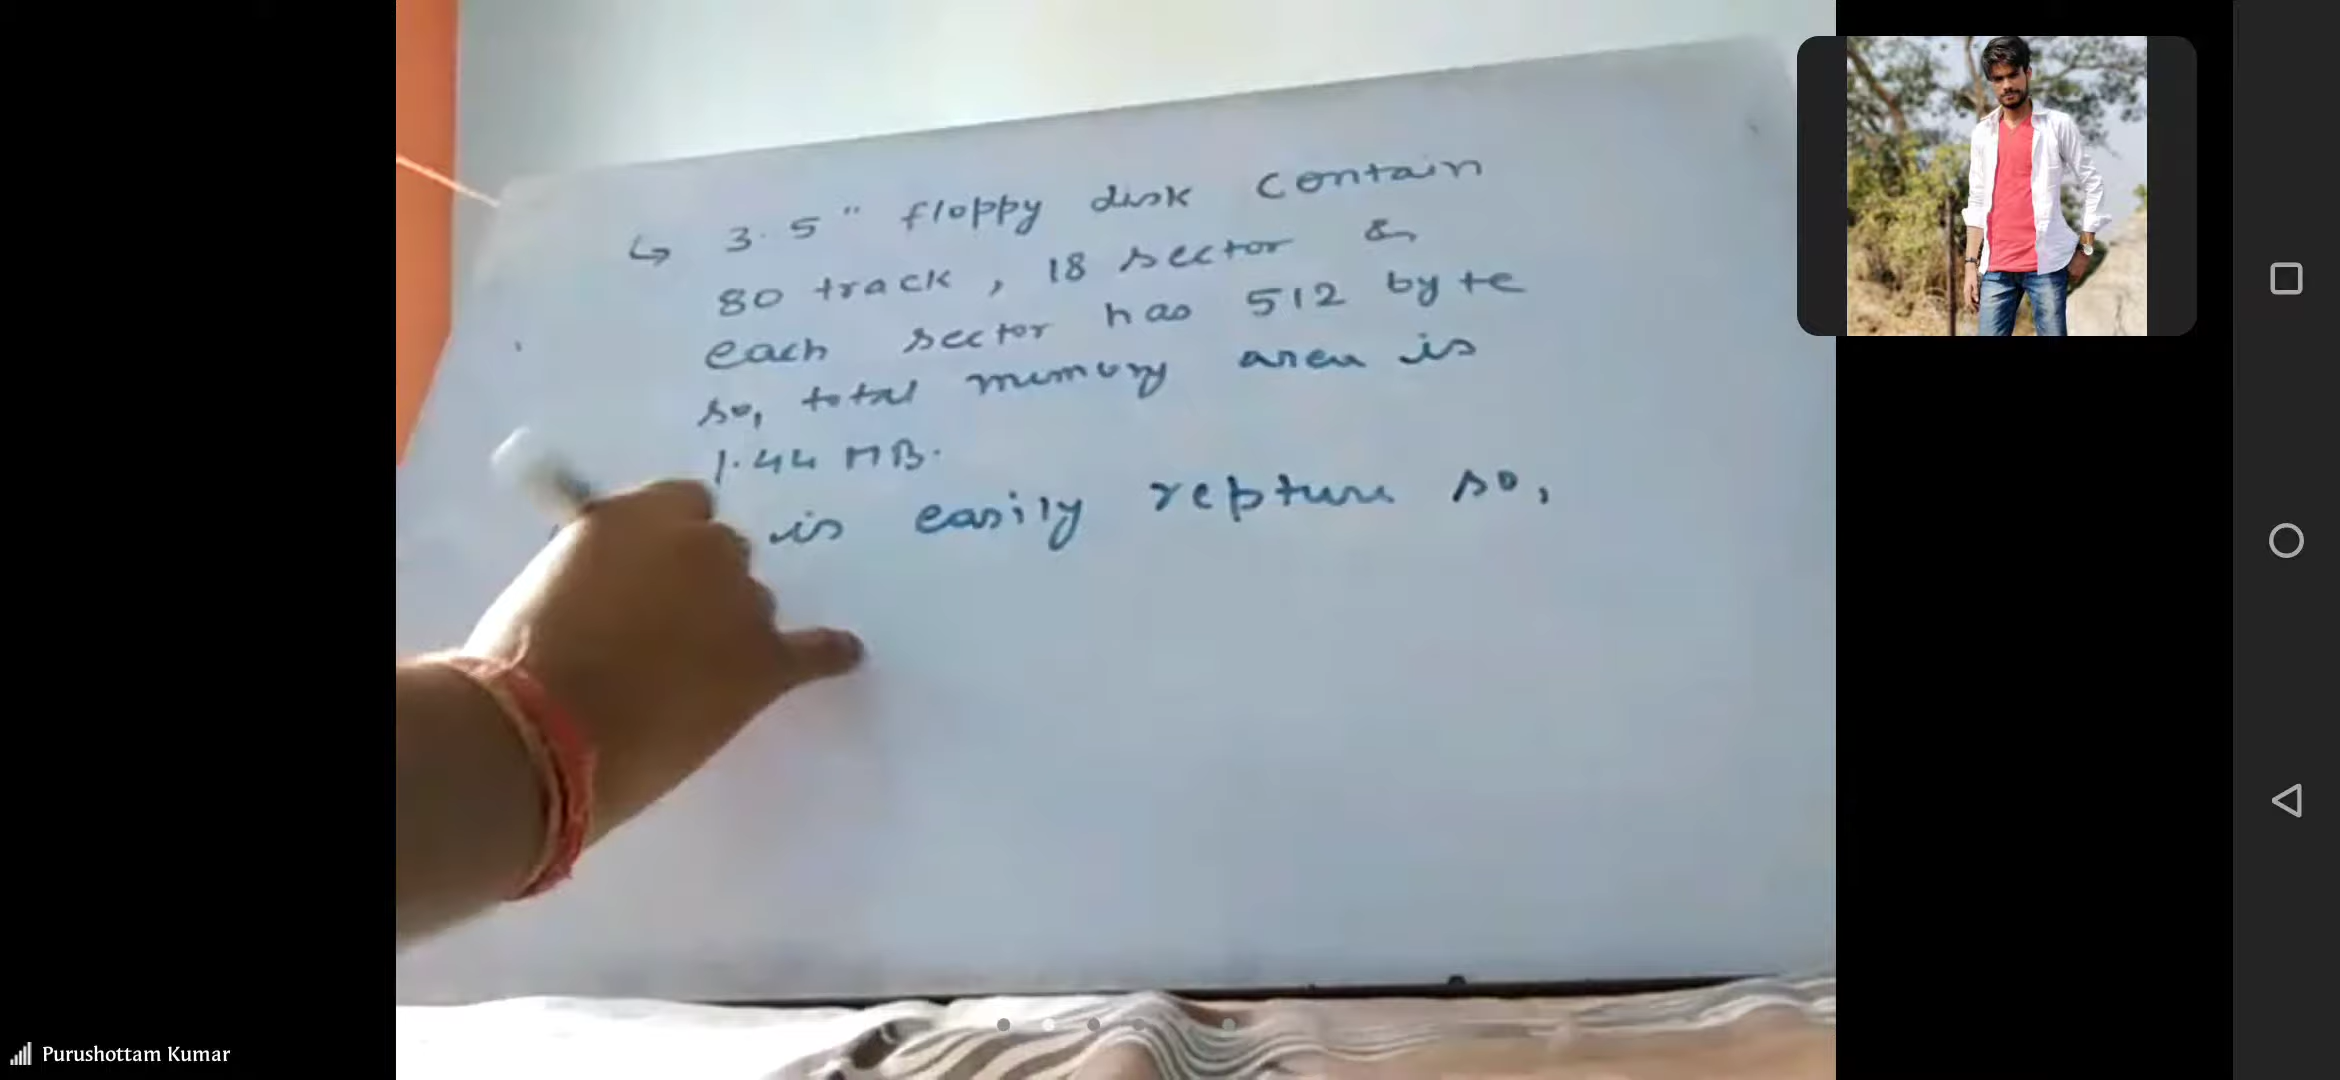 ↳ 3.5" floppy disk contain
80 track, 18 sector &
each sector has 512 byte
so, total memory area is
1.44 MB.
is easily repture so,
Purushottam Kumar